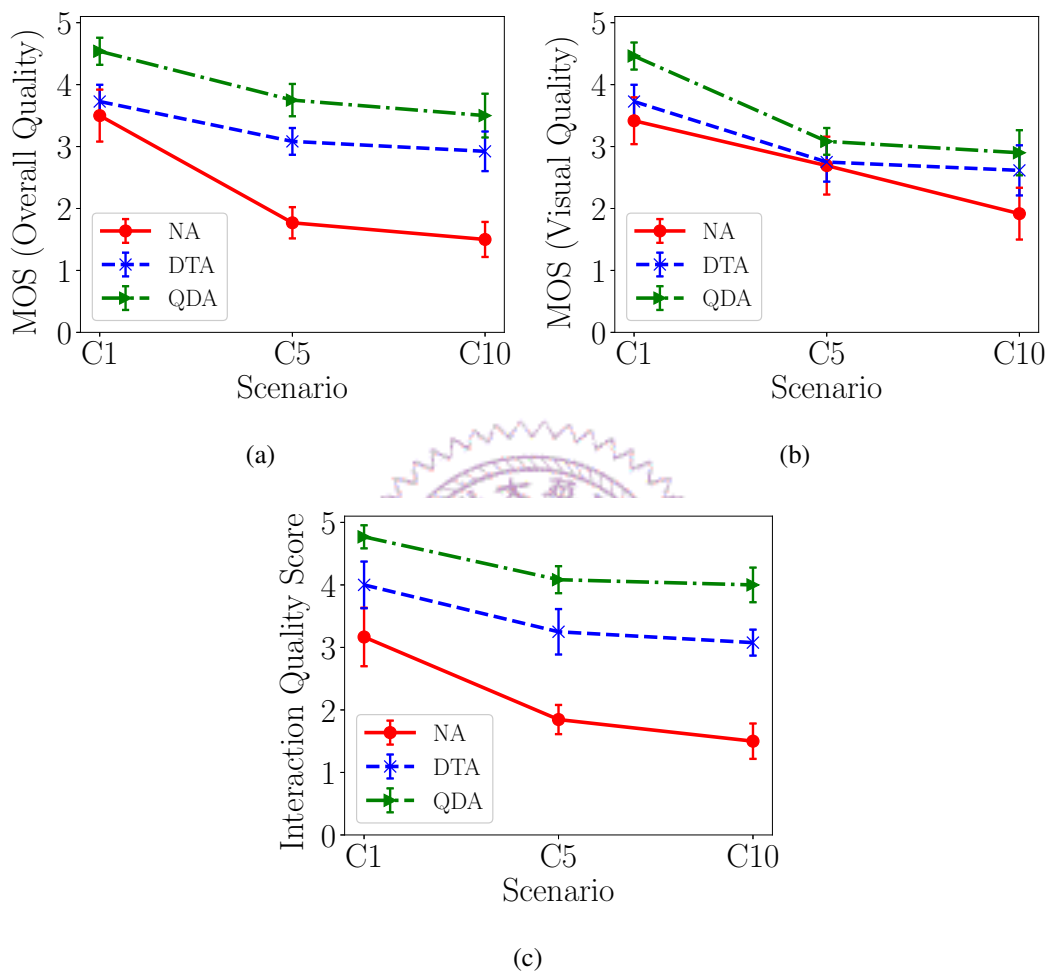 MOS (Overall Quality)
5
4
3
2
1
0
NA
DTA
QDA
C1 C5 C10
Scenario
(a)
MOS (Visual Quality)
5
4
3
2
1
0
NA
DTA
QDA
C1 C5 C10
Scenario
(b)
Interaction Quality Score
5
4
3
2
1
0
NA
DTA
QDA
C1 C5 C10
Scenario
(c)